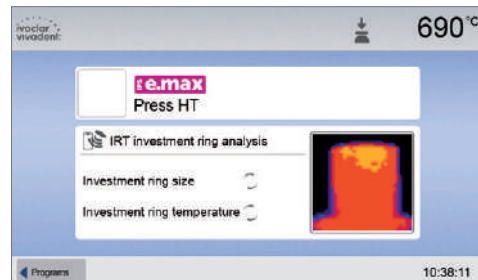 ivoclar
vivadent:
690°C
IPS e.max
Press HT
IRT investment ring analysis
Investment ring size
Investment ring temperature
Programs
10:38:11